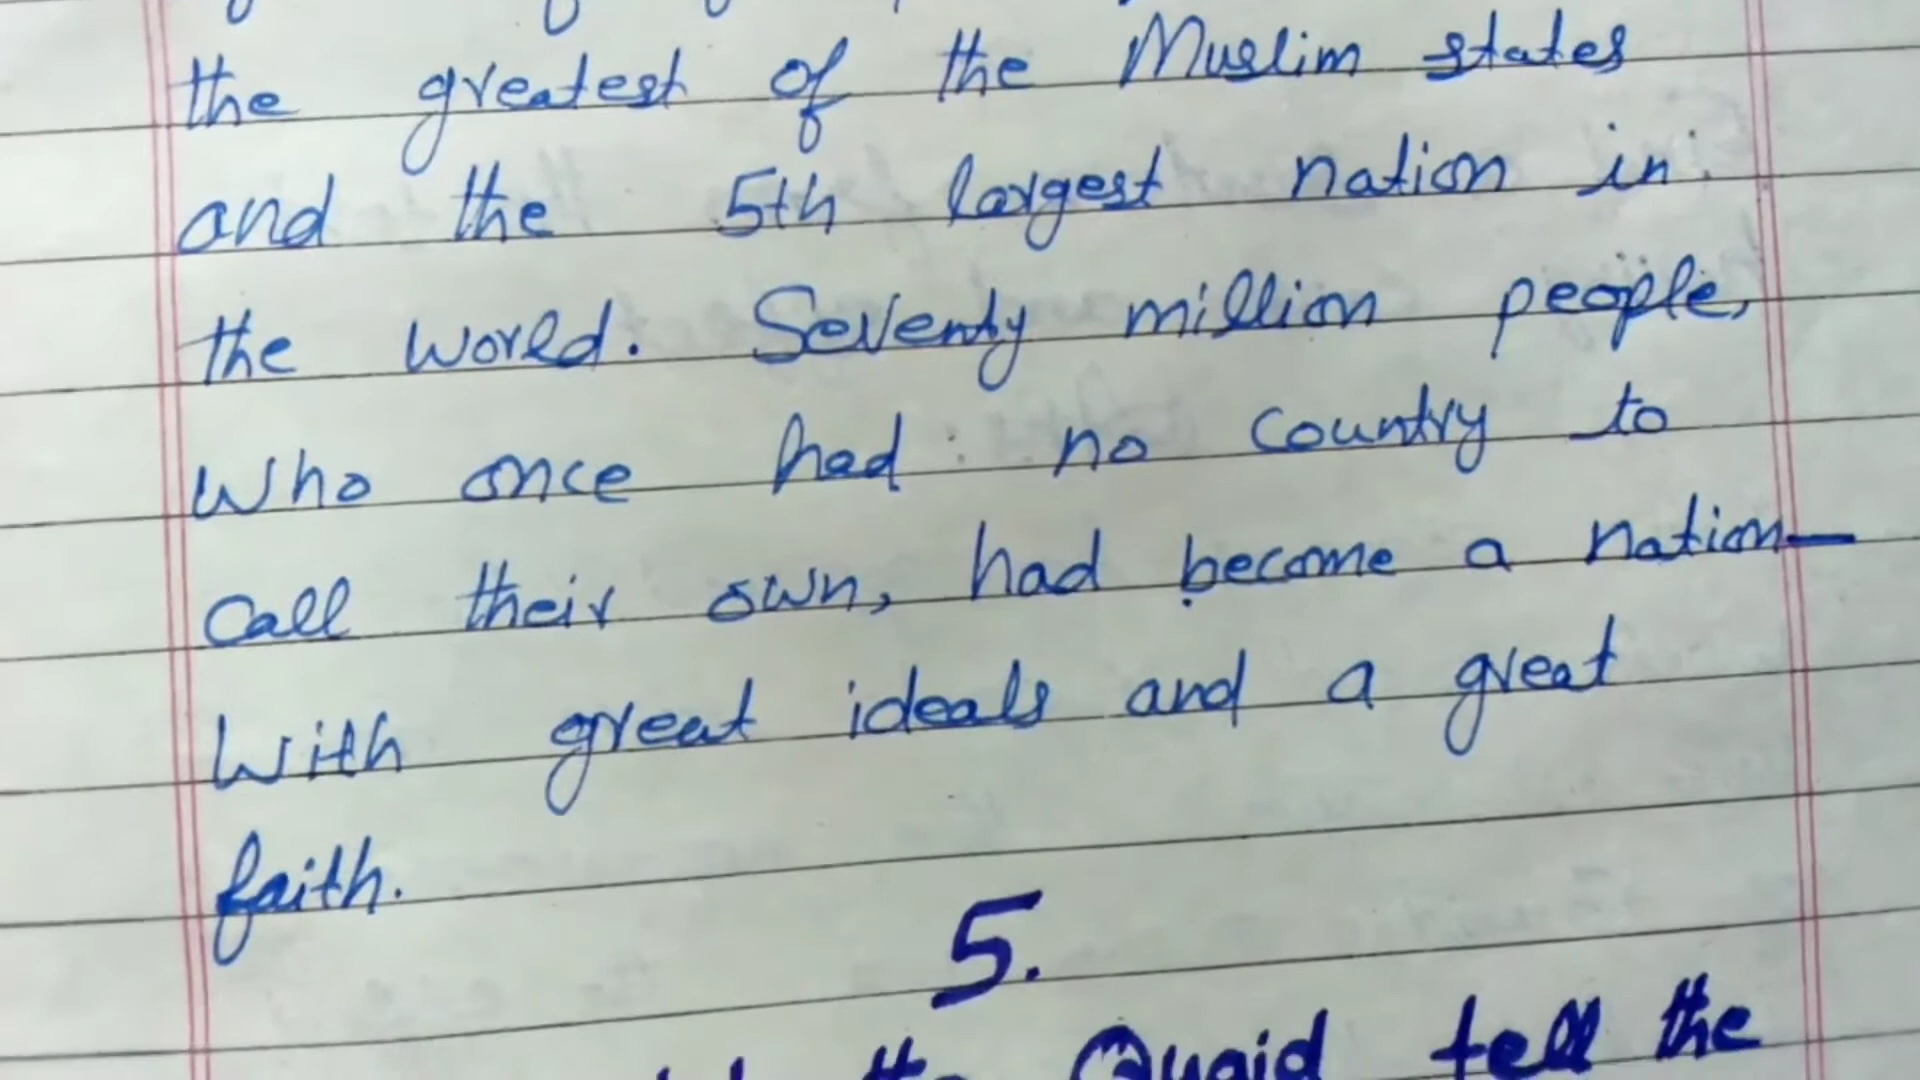 the greatest of the Muslim states
and the 5th largest nation in
the world. Seventy million people,
who once had no country to
call their own, had become a nation—
with great ideals and a great
faith.
5.
Quaid tell the